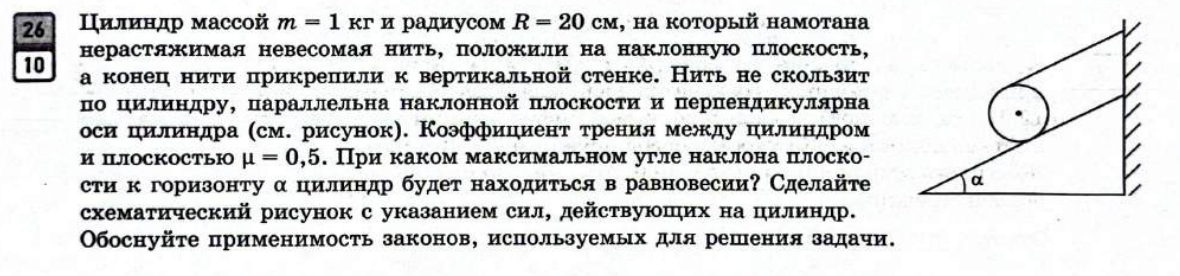 26
10
Цилиндр массой m = 1 кг и радиусом R = 20 см, на который намотана
нерастяжимая невесомая нить, положили на наклонную плоскость,
а конец нити прикрепили к вертикальной стенке. Нить не скользит
по цилиндру, параллельна наклонной плоскости и перпендикулярна
оси цилиндра (см. рисунок). Коэффициент трения между цилиндром
и плоскостью μ = 0,5. При каком максимальном угле наклона плоско-
сти к горизонту α цилиндр будет находиться в равновесии? Сделайте
схематический рисунок с указанием сил, действующих на цилиндр.
Обоснуйте применимость законов, используемых для решения задачи.
α